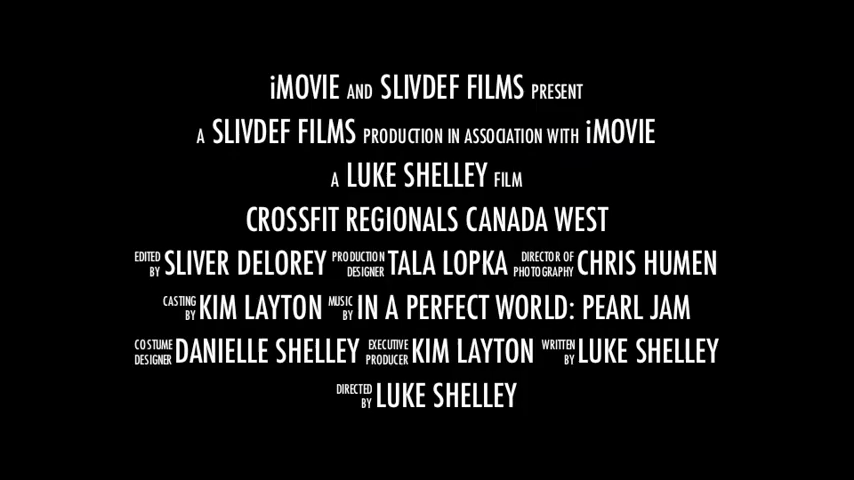 iMOVIE AND SLIVDEF FILMS PRESENT
A SLIVDEF FILMS PRODUCTION IN ASSOCIATION WITH iMOVIE
A LUKE SHELLEY FILM
CROSSFIT REGIONALS CANADA WEST
EDITED BY SLIVER DELOREY PRODUCTION DESIGNER TALA LOPKA DIRECTOR OF PHOTOGRAPHY CHRIS HUMEN
CASTING BY KIM LAYTON MUSIC BY IN A PERFECT WORLD: PEARL JAM
COSTUME DESIGNER DANIELLE SHELLEY EXECUTIVE PRODUCER KIM LAYTON WRITTEN BY LUKE SHELLEY
DIRECTED BY LUKE SHELLEY